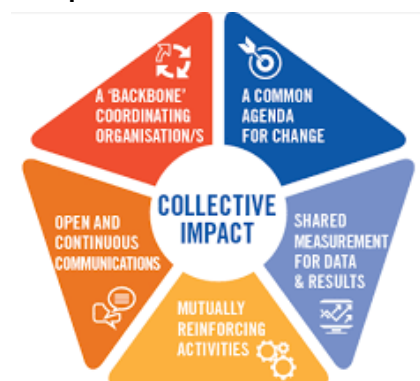 A 'BACKBONE'
COORDINATING
ORGANISATION/S
A COMMON
AGENDA
FOR CHANGE
COLLECTIVE
IMPACT
OPEN AND
CONTINUOUS
COMMUNICATIONS
SHARED
MEASUREMENT
FOR DATA
& RESULTS
MUTUALLY
REINFORCING
ACTIVITIES